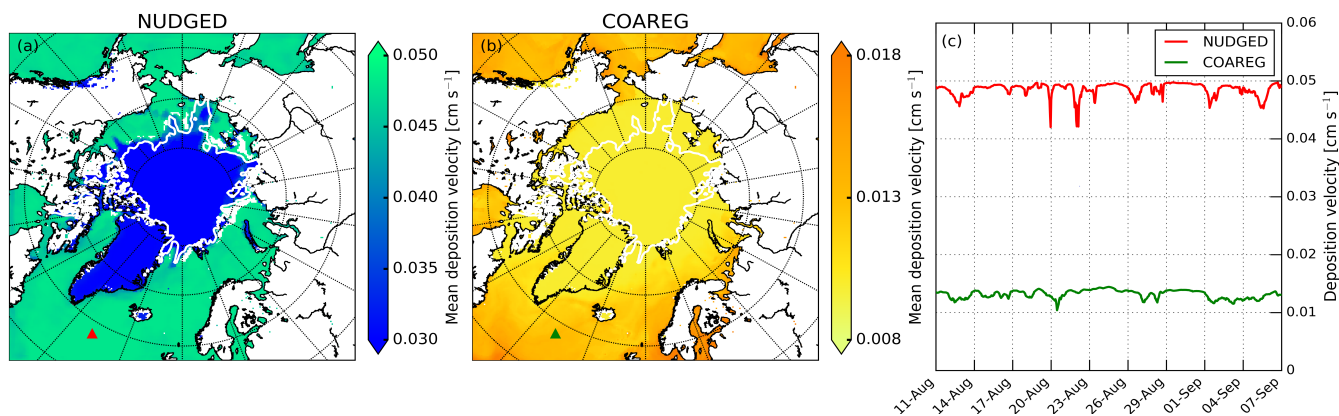 NUDGED
(a)
0.050
0.045
0.040
0.035
0.030
Mean deposition velocity [cm s⁻¹]
COAREG
(b)
0.018
0.013
0.008
Mean deposition velocity [cm s⁻¹]
(c)
NUDGED
COAREG
0.06
0.05
0.04
0.03
0.02
0.01
0
Deposition velocity [cm s⁻¹]
11-Aug
14-Aug
17-Aug
20-Aug
23-Aug
26-Aug
29-Aug
01-Sep
04-Sep
07-Sep